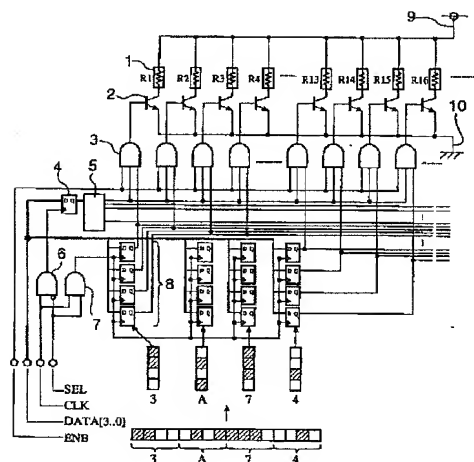 9
1
R1 R2 R3 R4 R13 R14 R15 R16
2
10
3
4 5
6
7
8
3 A 7 4
SEL
CLK
DATA[3..0]
ENB
3 A 7 4